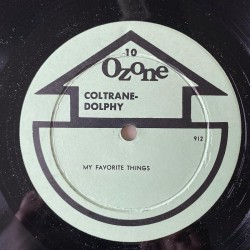 10
Ozone
COLTRANE-
DOLPHY
912
MY FAVORITE THINGS